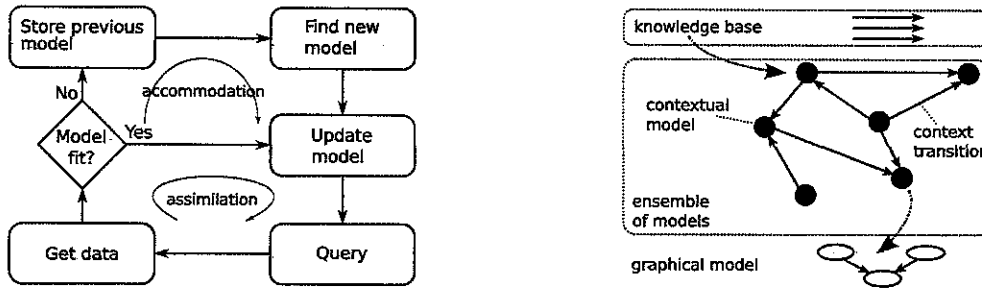 Store previous
model
Find new
model
No
accommodation
Model
fit?
Yes
Update
model
assimilation
Get data
Query
knowledge base
contextual
model
context
transition
ensemble
of models
graphical model